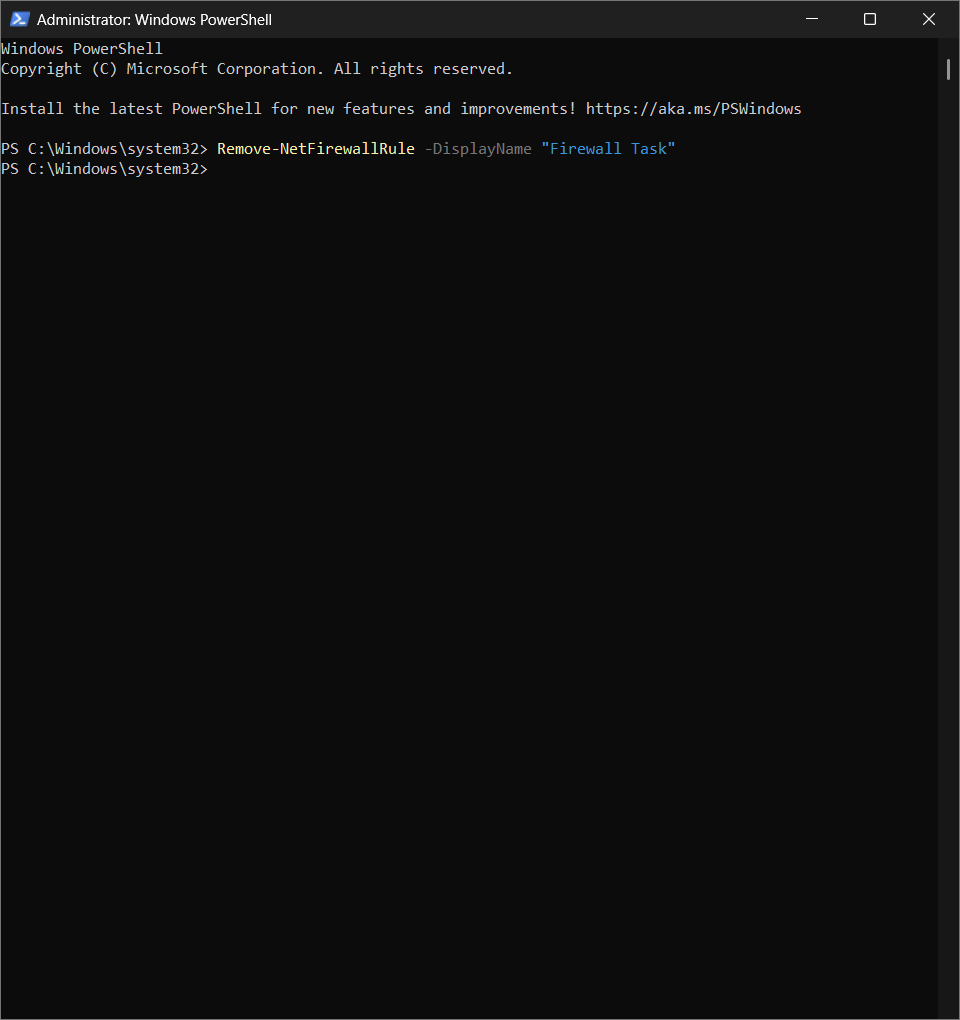 Administrator: Windows PowerShell
Windows PowerShell
Copyright (C) Microsoft Corporation. All rights reserved.
Install the latest PowerShell for new features and improvements! https://aka.ms/PSWindows
PS C:\Windows\system32> Remove-NetFirewallRule -DisplayName "Firewall Task"
PS C:\Windows\system32>